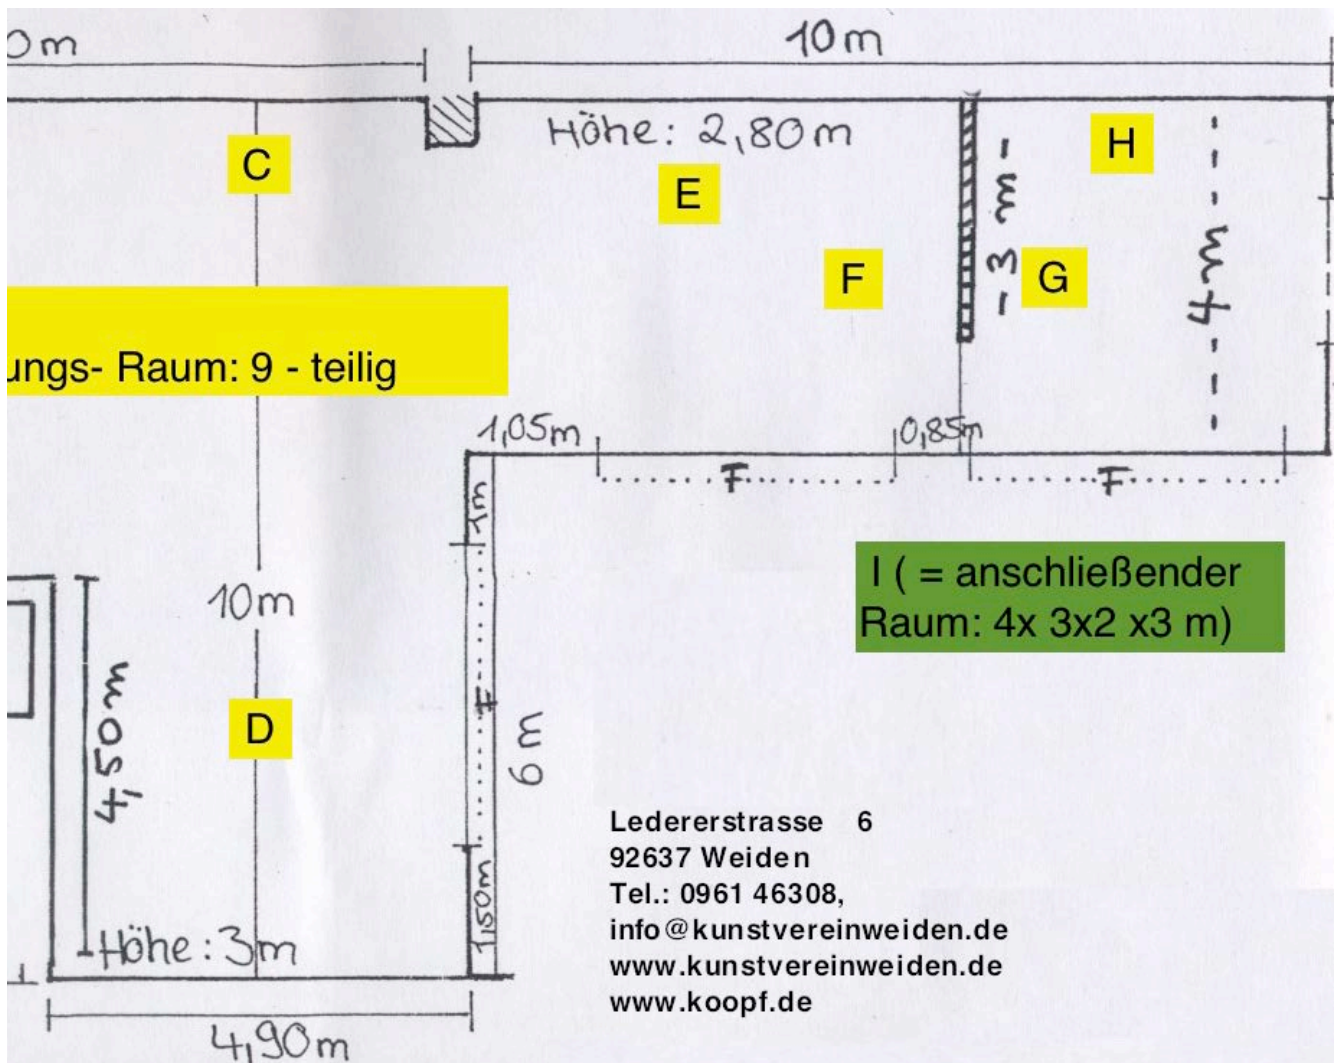 0m
10m
Höhe: 2,80m
C
E
H
F
G
- 3 m -
4m
ungs- Raum: 9 - teilig
1,05m
0,85m
F
F
1m
I ( = anschließender
Raum: 4x 3x2 x3 m)
10m
4,50m
D
F
6 m
1,50m
Höhe: 3m
4,90m
Ledererstrasse 6
92637 Weiden
Tel.: 0961 46308,
info@kunstvereinweiden.de
www.kunstvereinweiden.de
www.koopf.de